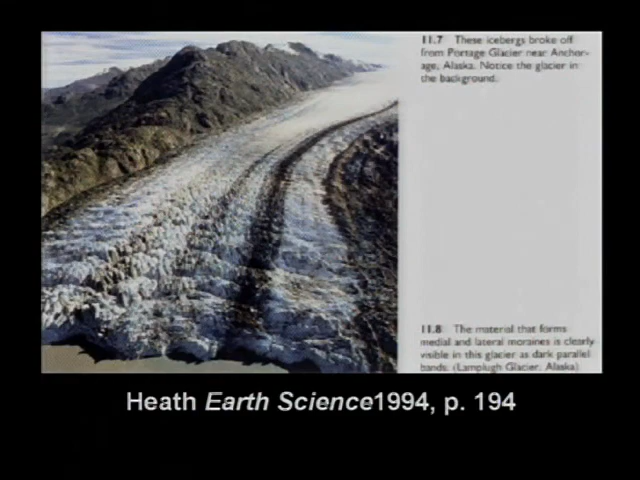 11.7 These icebergs broke off
from Portage Glacier near Anchor-
age, Alaska. Notice the glacier in
the background.
11.8 The material that forms
medial and lateral moraines is clearly
visible in this glacier as dark parallel
bands. (Lamplugh Glacier, Alaska)
Heath Earth Science1994, p. 194